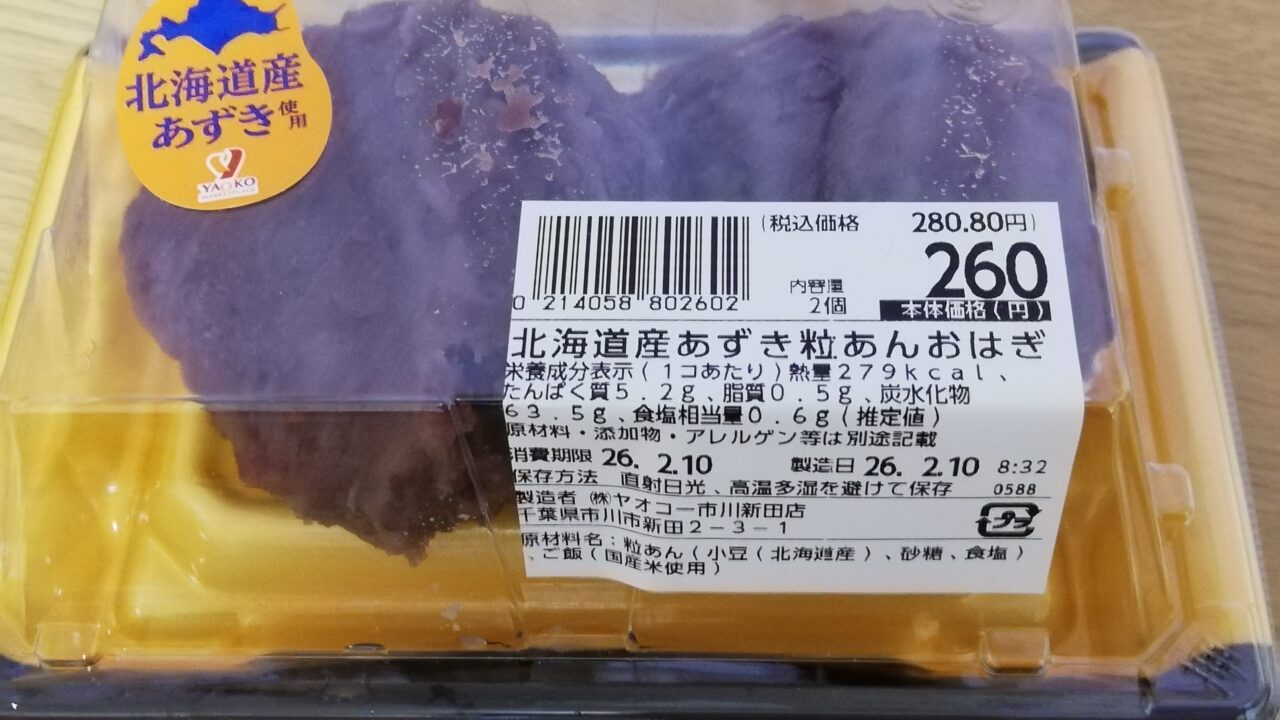 北海道産
あずき使用
YAOKO
MARKETPLACE
(税込価格 280.80円)
内容量 260
0 214058 802602 2個 本体価格(円)
北海道産あずき粒あんおはぎ
栄養成分表示(1コあたり)熱量279kcal、
たんぱく質5.2g、脂質0.5g、炭水化物
63.5g、食塩相当量0.6g(推定値)
原材料・添加物・アレルゲン等は別途記載
消費期限 26. 2.10 製造日 26. 2.10 8:32
保存方法 直射日光、高温多湿を避けて保存 0588
製造者 ㈱ヤオコー市川新田店
千葉県市川市新田2-3-1
プラ
原材料名:粒あん(小豆(北海道産)、砂糖、食塩)
、ご飯(国産米使用)